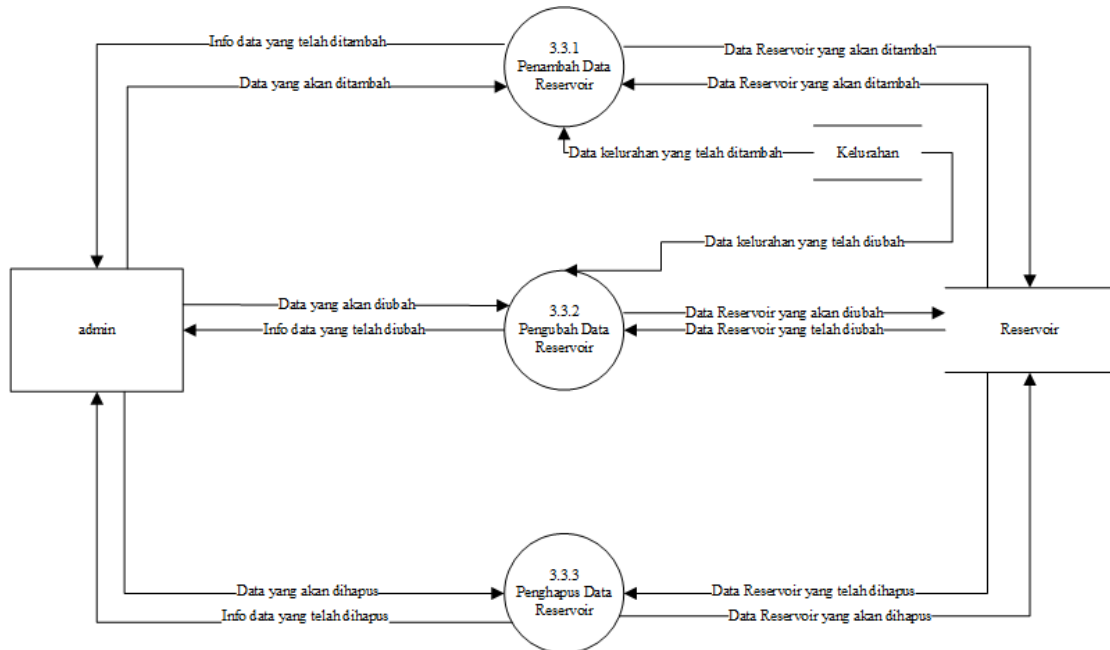 Info data yang telah ditambah
3.3.1
Penambah Data
Reservoir
Data Reservoir yang akan ditambah
Data yang akan ditambah
Data Reservoir yang akan ditambah
Data kelurahan yang telah ditambah
Kelurahan
Data kelurahan yang telah diubah
admin
Data yang akan diubah
Info data yang telah diubah
3.3.2
Pengubah Data
Reservoir
Data Reservoir yang akan diubah
Data Reservoir yang telah diubah
Reservoir
Data yang akan dihapus
Info data yang telah dihapus
3.3.3
Penghapus Data
Reservoir
Data Reservoir yang telah dihapus
Data Reservoir yang akan dihapus